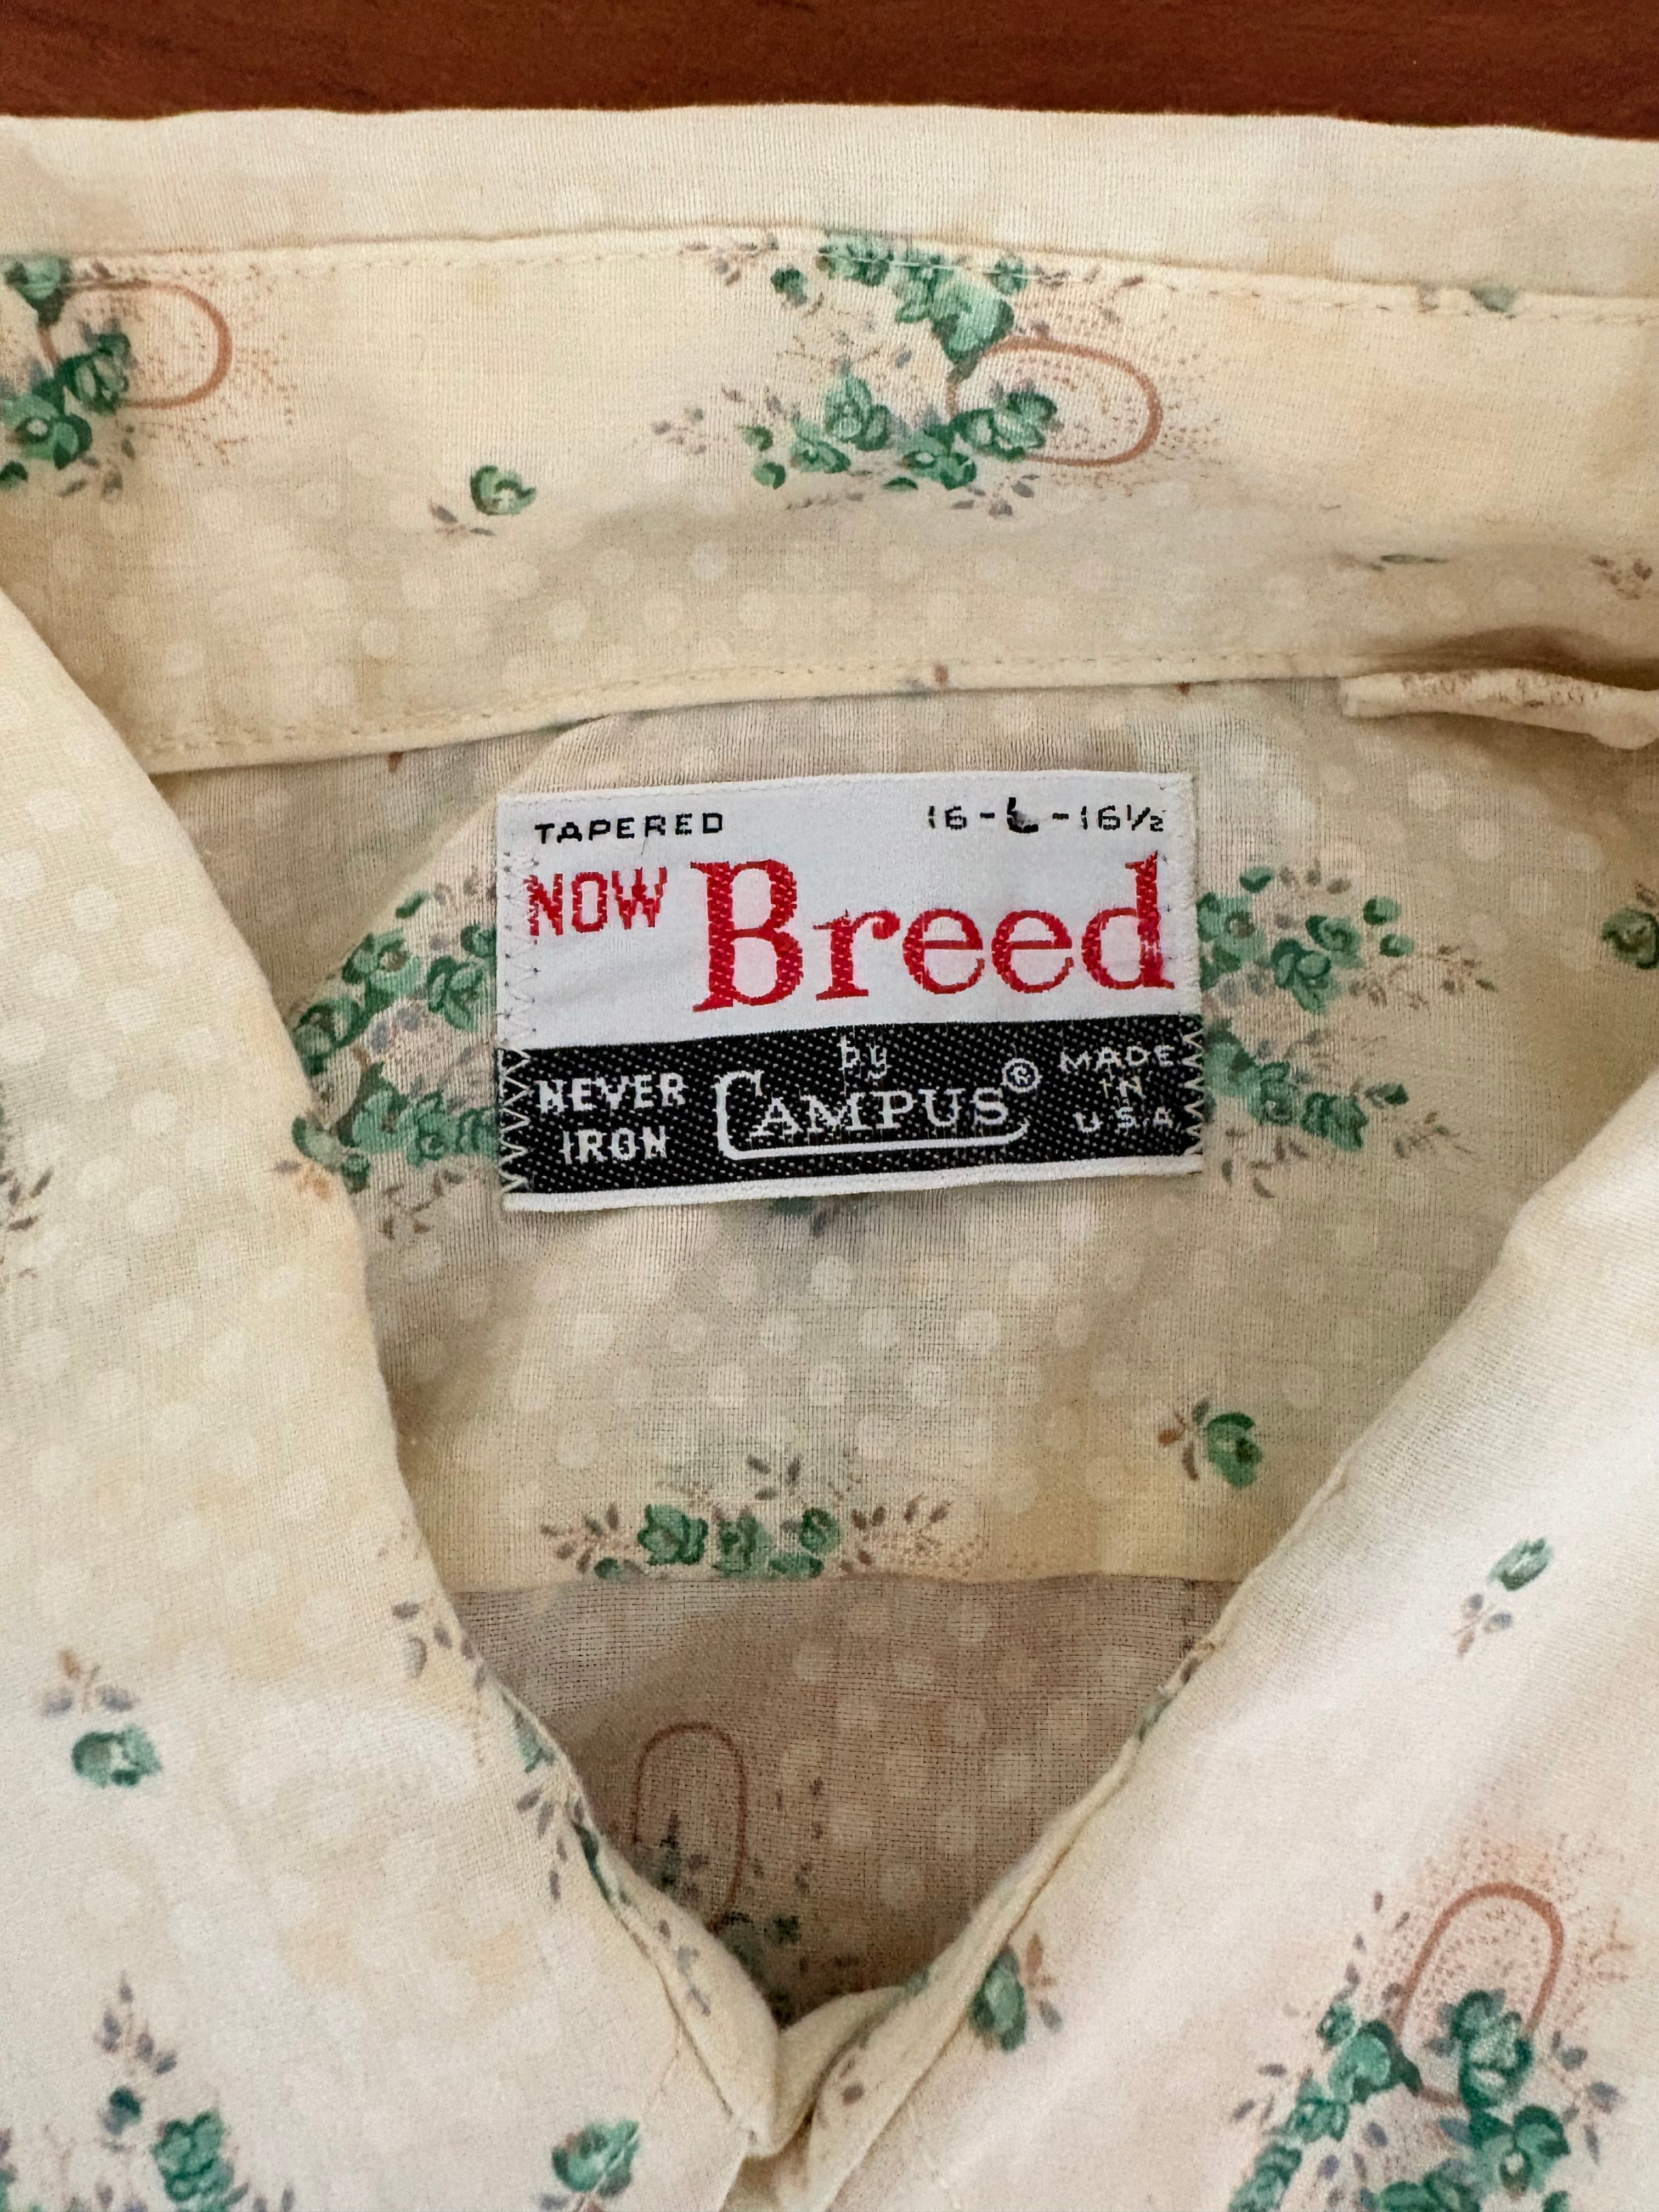 TAPERED 16-L-16½
NOW Breed
by
NEVER IRON
CAMPUS®
MADE IN U.S.A.